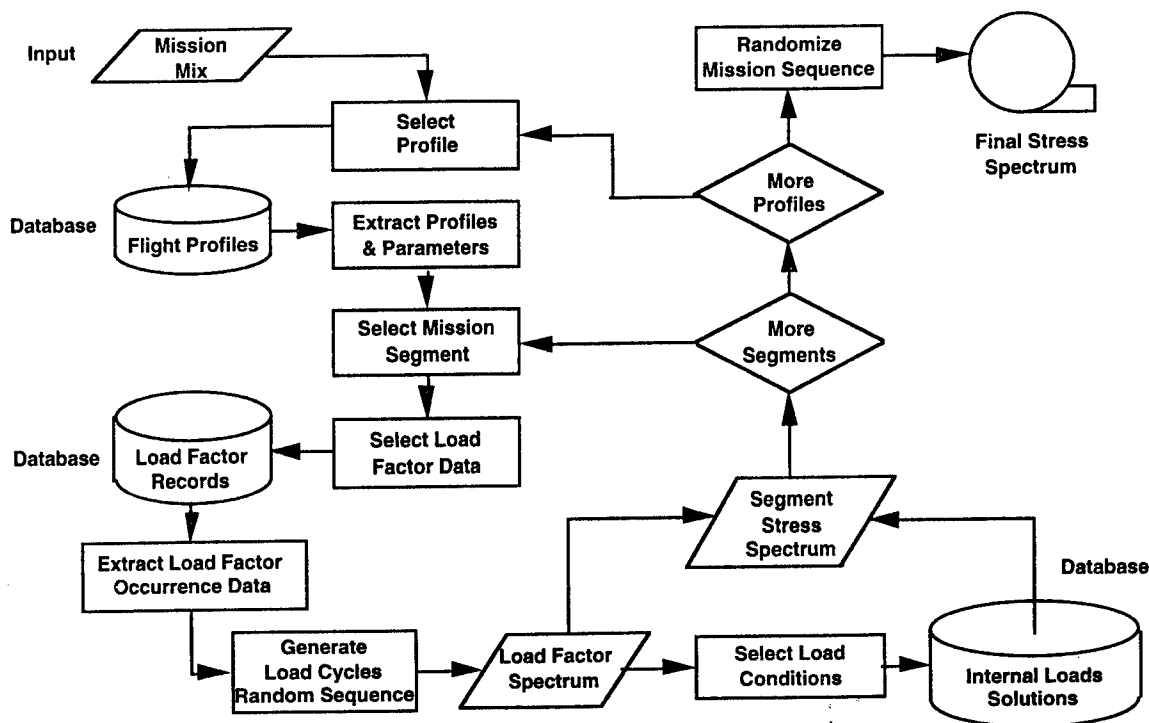 Input
Mission
Mix
Select
Profile
Database
Flight Profiles
Extract Profiles
& Parameters
Select Mission
Segment
Select Load
Factor Data
Database
Load Factor
Records
Extract Load Factor
Occurrence Data
Generate
Load Cycles
Random Sequence
Load Factor
Spectrum
Select Load
Conditions
Database
Internal Loads
Solutions
Segment
Stress
Spectrum
More
Segments
More
Profiles
Randomize
Mission Sequence
Final Stress
Spectrum